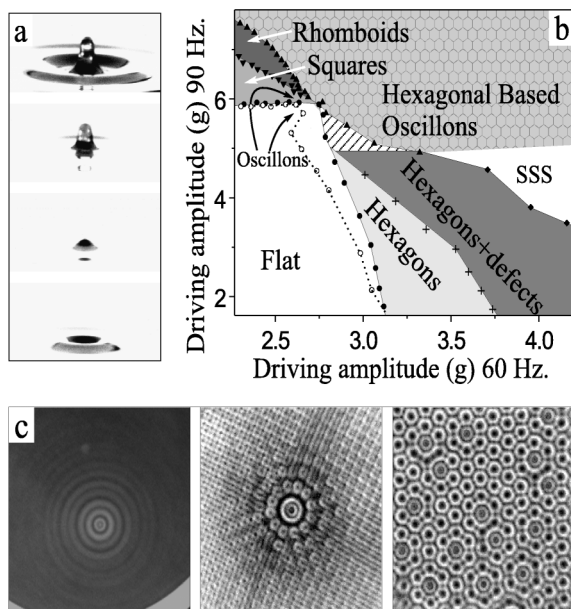 a
b
Rhomboids
Squares
Hexagonal Based
Oscillons
Oscillons
SSS
Hexagons
Hexagons+defects
Flat
8
6
4
2
2.5 3.0 3.5 4.0
Driving amplitude (g) 90 Hz.
Driving amplitude (g) 60 Hz.
c